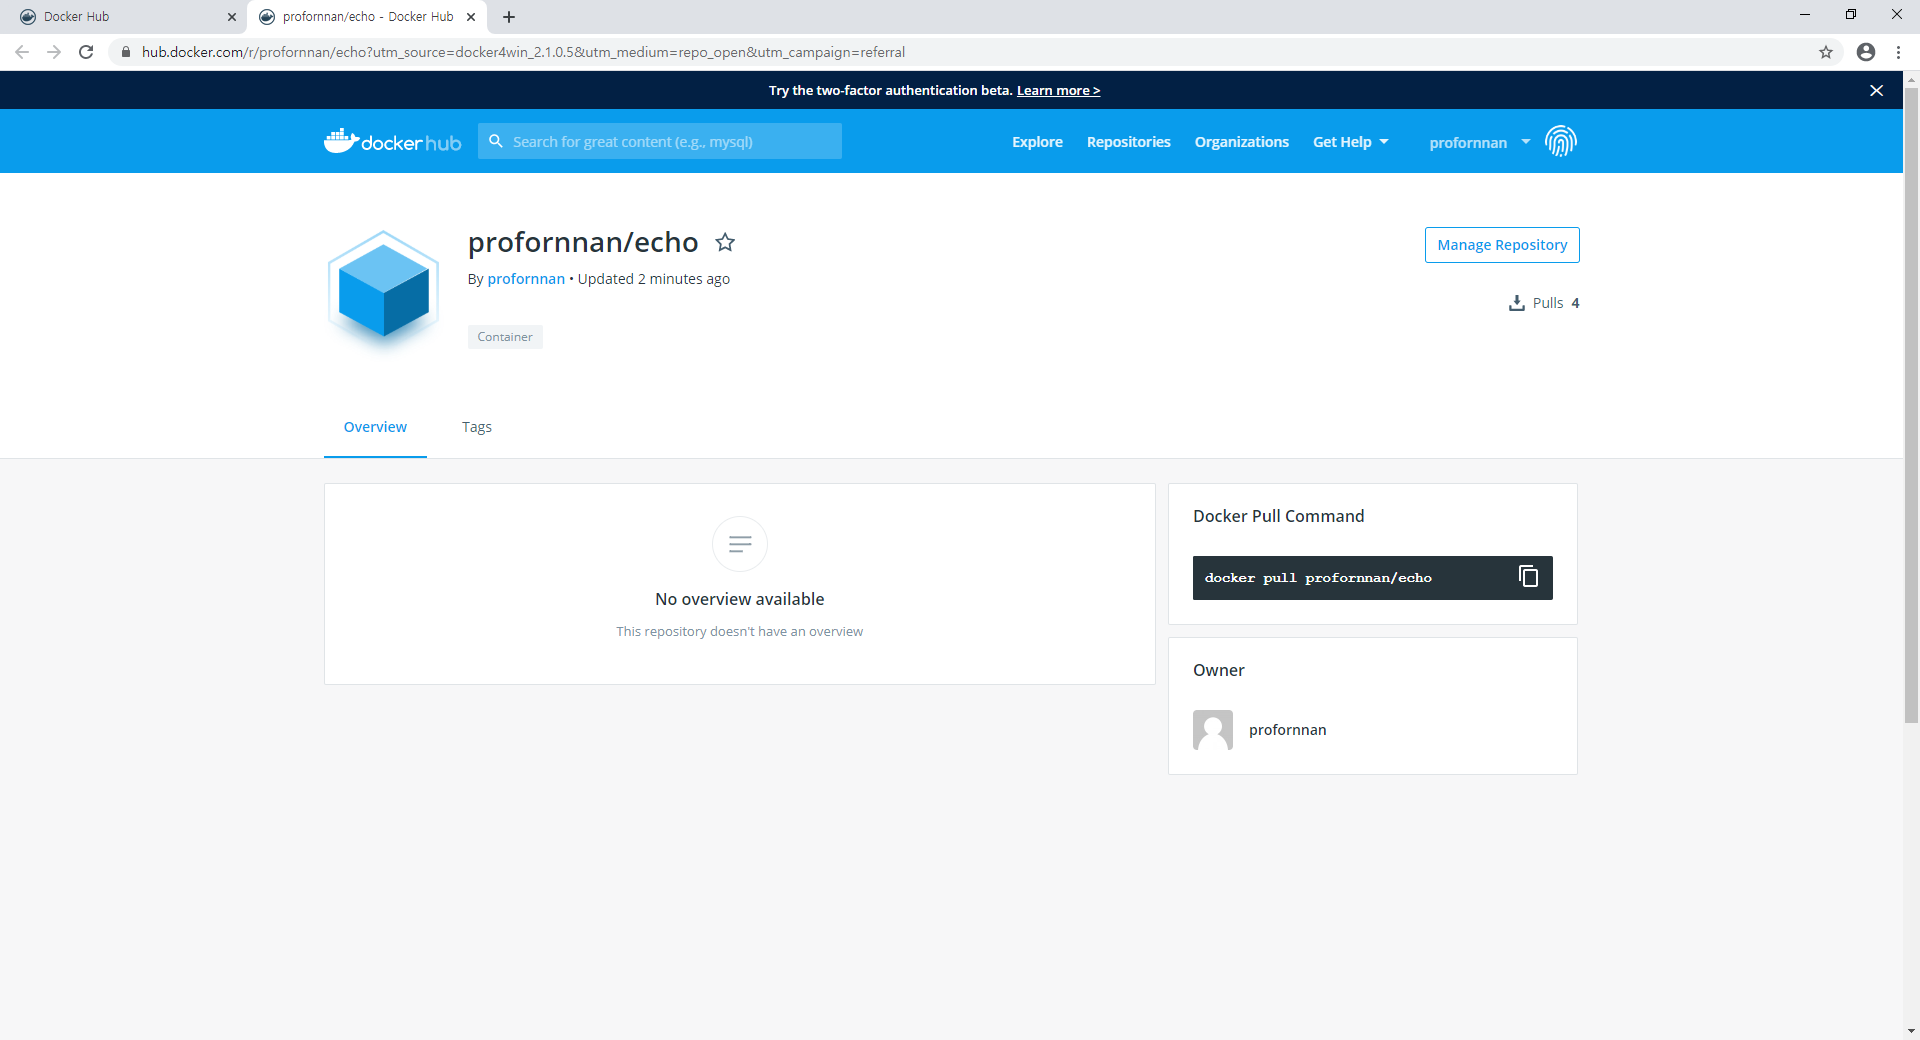 Docker Hub
profornnan/echo - Docker Hub
hub.docker.com/r/profornnan/echo?utm_source=docker4win_2.1.0.5&utm_medium=repo_open&utm_campaign=referral
Try the two-factor authentication beta. Learn more >
docker hub
Search for great content (e.g., mysql)
Explore
Repositories
Organizations
Get Help
profornnan
profornnan/echo
Manage Repository
By profornnan • Updated 2 minutes ago
Pulls 4
Container
Overview
Tags
No overview available
This repository doesn't have an overview
Docker Pull Command
docker pull profornnan/echo
Owner
profornnan